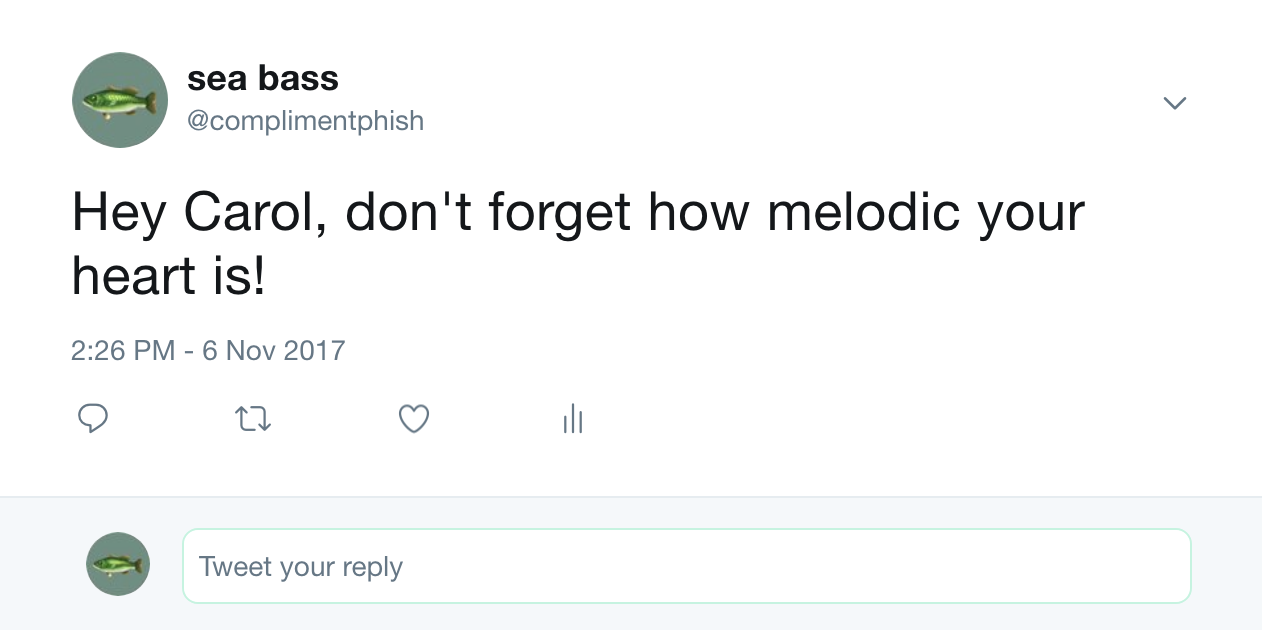 sea bass
@complimentphish
Hey Carol, don't forget how melodic your
heart is!
2:26 PM - 6 Nov 2017
Tweet your reply